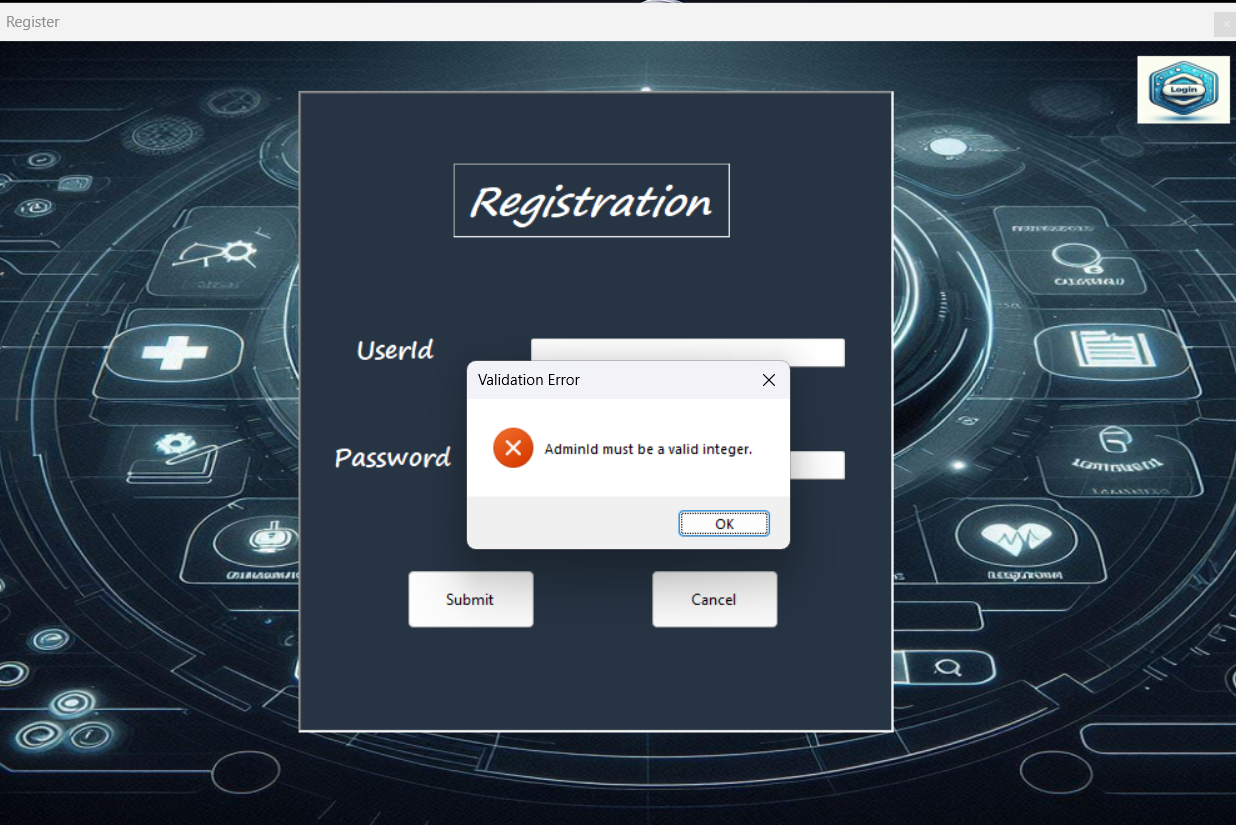 Register
Login
Registration
UserId
Validation Error
AdminId must be a valid integer.
Password
OK
Submit
Cancel